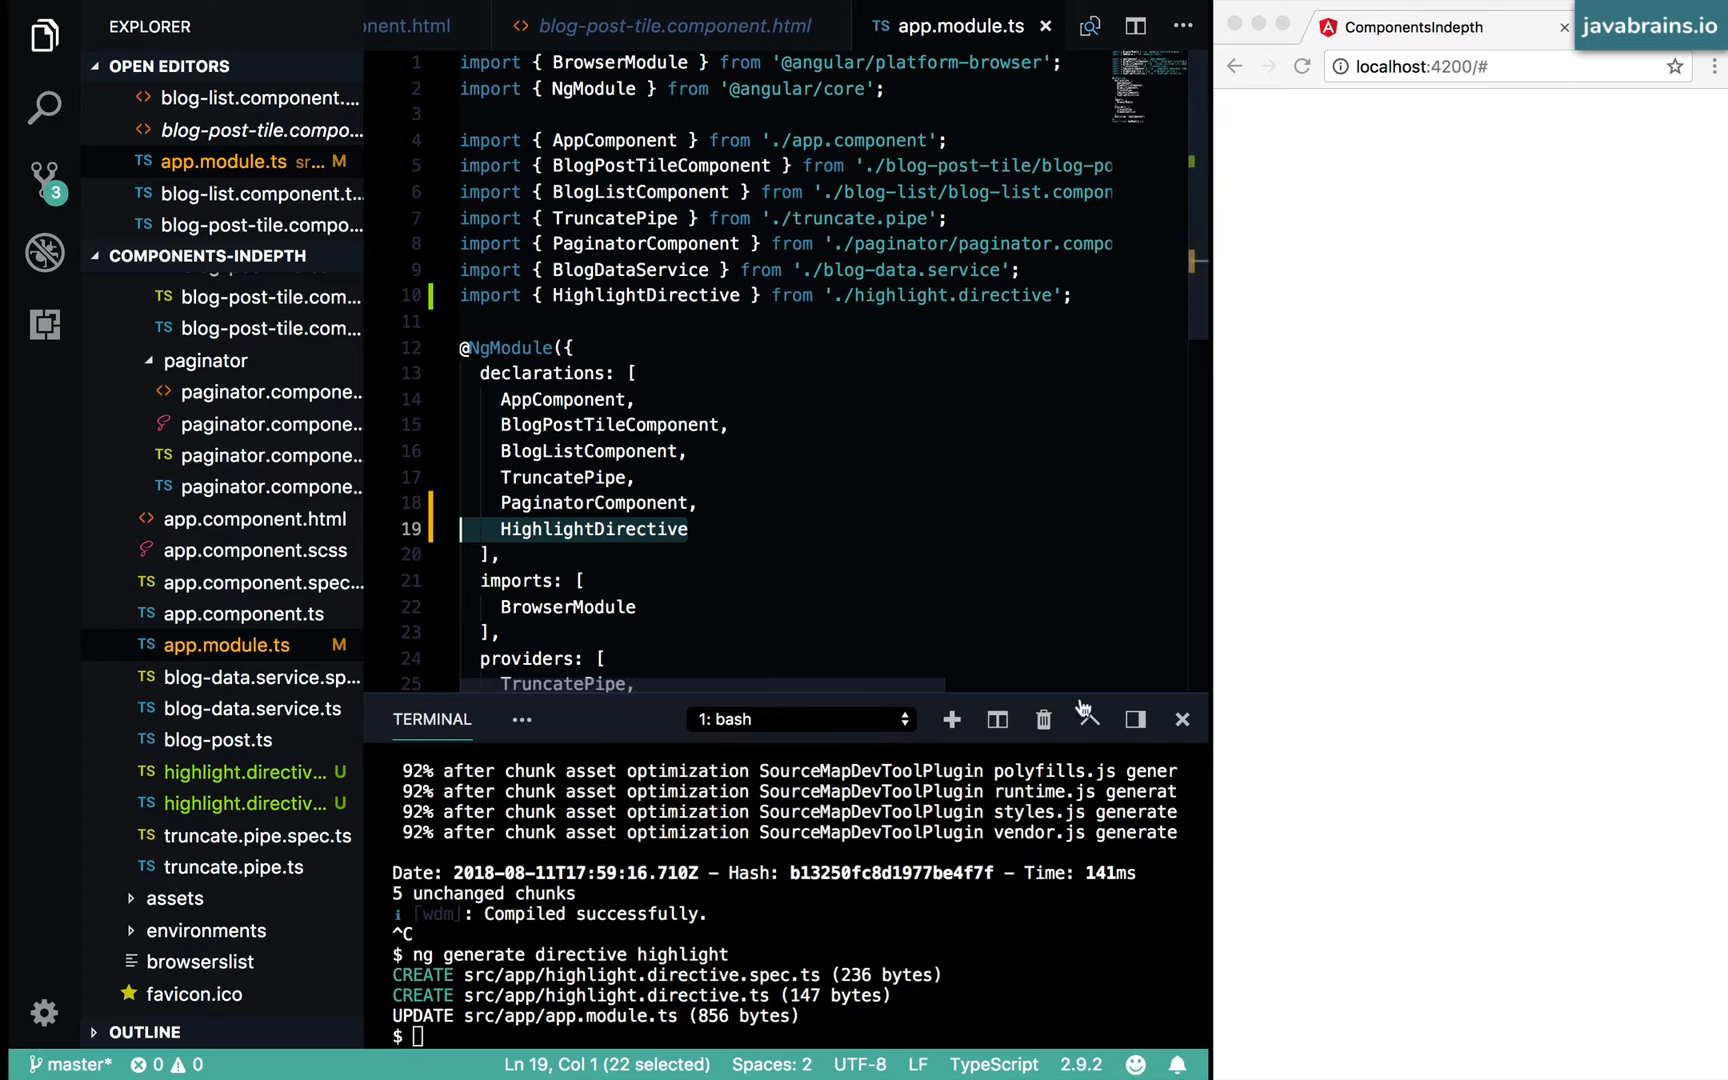 EXPLORER
onent.html
blog-post-tile.component.html
TS app.module.ts
ComponentsIndepth
javabrains.io
localhost:4200/#
OPEN EDITORS
blog-list.component....
blog-post-tile.compo...
TS app.module.ts sr... M
TS blog-list.component.t...
TS blog-post-tile.compo...
COMPONENTS-INDEPTH
TS blog-post-tile.com...
TS blog-post-tile.com...
paginator
paginator.compone...
paginator.compone...
TS paginator.compone...
TS paginator.compone...
app.component.html
app.component.scss
TS app.component.spec...
TS app.component.ts
TS app.module.ts M
TS blog-data.service.sp...
TS blog-data.service.ts
TS blog-post.ts
TS highlight.directiv... U
TS highlight.directiv... U
TS truncate.pipe.spec.ts
TS truncate.pipe.ts
assets
environments
browserslist
favicon.ico
OUTLINE
3
1 import { BrowserModule } from '@angular/platform-browser';
2 import { NgModule } from '@angular/core';
3
4 import { AppComponent } from './app.component';
5 import { BlogPostTileComponent } from './blog-post-tile/blog-po
6 import { BlogListComponent } from './blog-list/blog-list.compon
7 import { TruncatePipe } from './truncate.pipe';
8 import { PaginatorComponent } from './paginator/paginator.compo
9 import { BlogDataService } from './blog-data.service';
10 import { HighlightDirective } from './highlight.directive';
11
12 @NgModule({
13 declarations: [
14 AppComponent,
15 BlogPostTileComponent,
16 BlogListComponent,
17 TruncatePipe,
18 PaginatorComponent,
19 HighlightDirective
20 ],
21 imports: [
22 BrowserModule
23 ],
24 providers: [
25 TruncatePipe,
TERMINAL
1: bash
92% after chunk asset optimization SourceMapDevToolPlugin polyfills.js gener
92% after chunk asset optimization SourceMapDevToolPlugin runtime.js generat
92% after chunk asset optimization SourceMapDevToolPlugin styles.js generate
92% after chunk asset optimization SourceMapDevToolPlugin vendor.js generate
Date: 2018-08-11T17:59:16.710Z - Hash: b13250fc8d1977be4f7f - Time: 141ms
5 unchanged chunks
ℹ ｢wdm｣: Compiled successfully.
^C
$ ng generate directive highlight
CREATE src/app/highlight.directive.spec.ts (236 bytes)
CREATE src/app/highlight.directive.ts (147 bytes)
UPDATE src/app/app.module.ts (856 bytes)
$
master* 0 0 Ln 19, Col 1 (22 selected) Spaces: 2 UTF-8 LF TypeScript 2.9.2